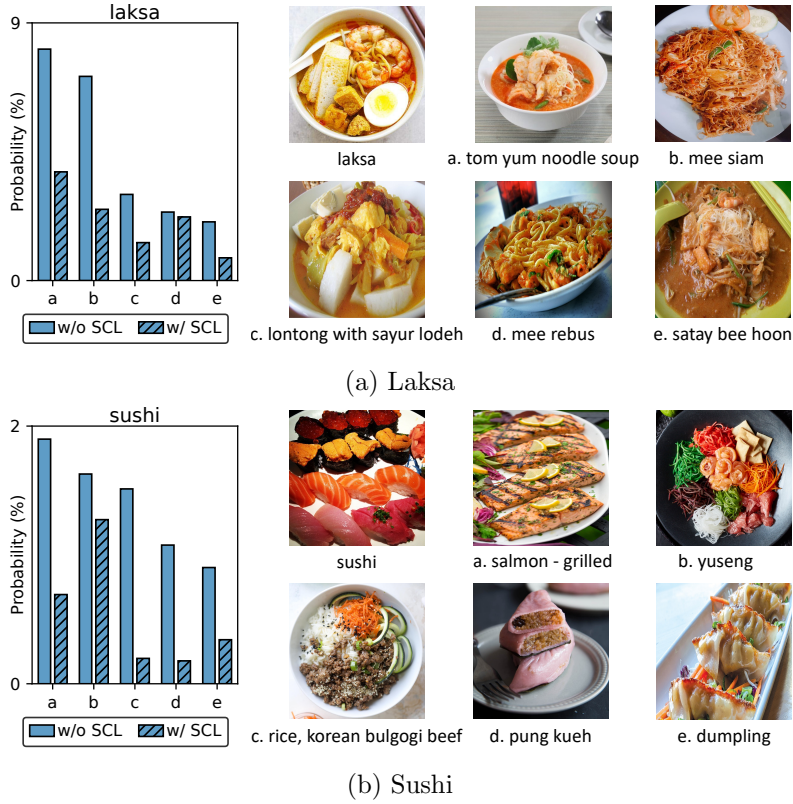 laksa
9
Probability (%)
0
a b c d e
w/o SCL w/ SCL
laksa
a. tom yum noodle soup
b. mee siam
c. lontong with sayur lodeh
d. mee rebus
e. satay bee hoon
(a) Laksa
sushi
2
Probability (%)
0
a b c d e
w/o SCL w/ SCL
sushi
a. salmon - grilled
b. yuseng
c. rice, korean bulgogi beef
d. pung kueh
e. dumpling
(b) Sushi